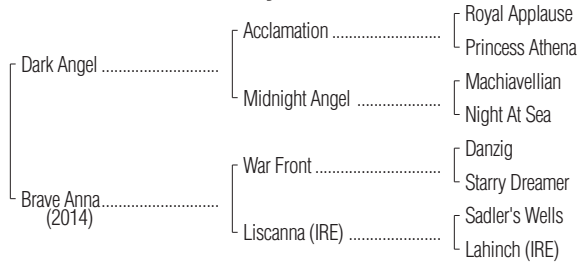 Royal Applause
Acclamation
Princess Athena
Dark Angel
Machiavellian
Midnight Angel
Night At Sea
Danzig
War Front
Starry Dreamer
Brave Anna
(2014)
Sadler's Wells
Liscanna (IRE)
Lahinch (IRE)